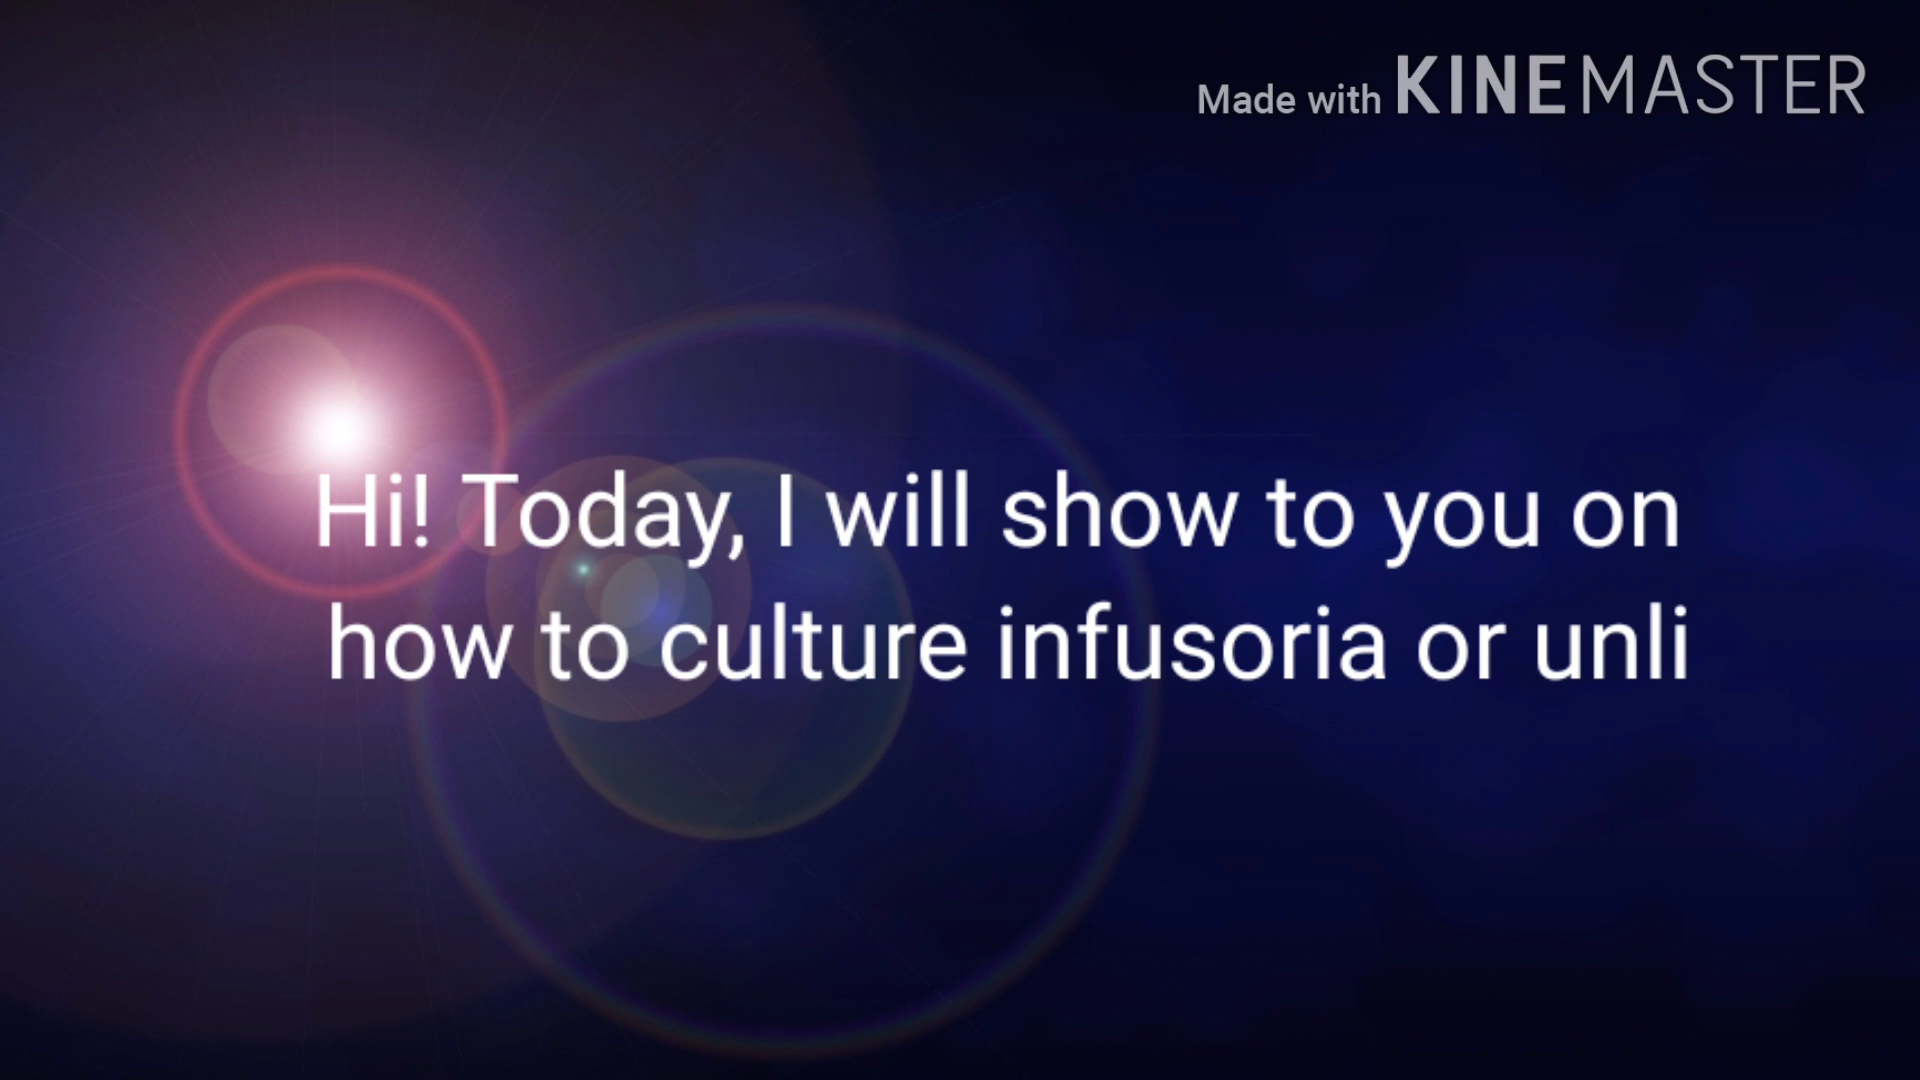 Made with KINEMASTER
Hi! Today, I will show to you on
how to culture infusoria or unli